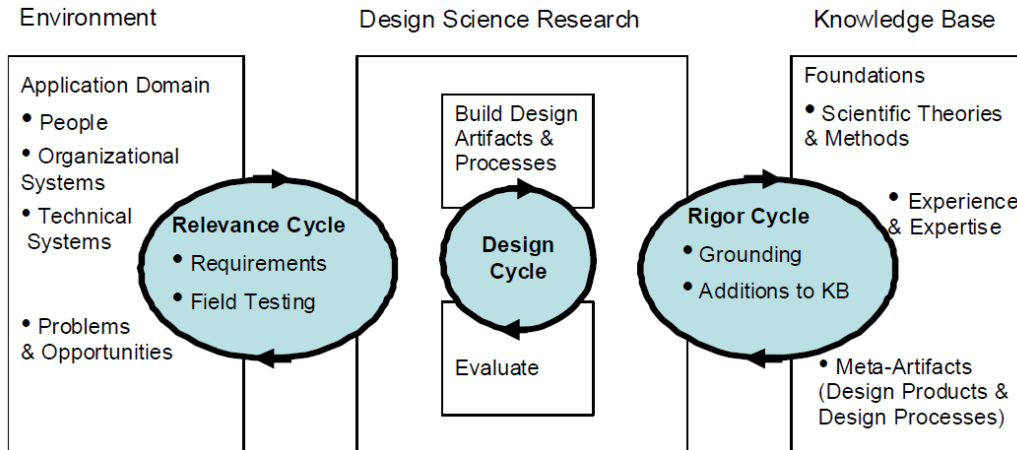 Environment
Design Science Research
Knowledge Base
Application Domain
• People
• Organizational
Systems
• Technical
Systems
• Problems
& Opportunities
Relevance Cycle
• Requirements
• Field Testing
Build Design
Artifacts &
Processes
Design
Cycle
Evaluate
Rigor Cycle
• Grounding
• Additions to KB
Foundations
• Scientific Theories
& Methods
• Experience
& Expertise
• Meta-Artifacts
(Design Products &
Design Processes)